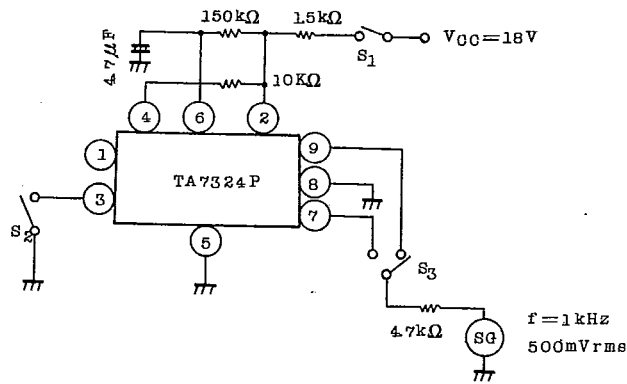 150kΩ
1.5kΩ
VCC=18V
S1
4.7μF
10KΩ
4
6
2
1
9
TA7324P
8
3
7
S2
5
S3
4.7kΩ
SG
f=1kHz
500mVrms